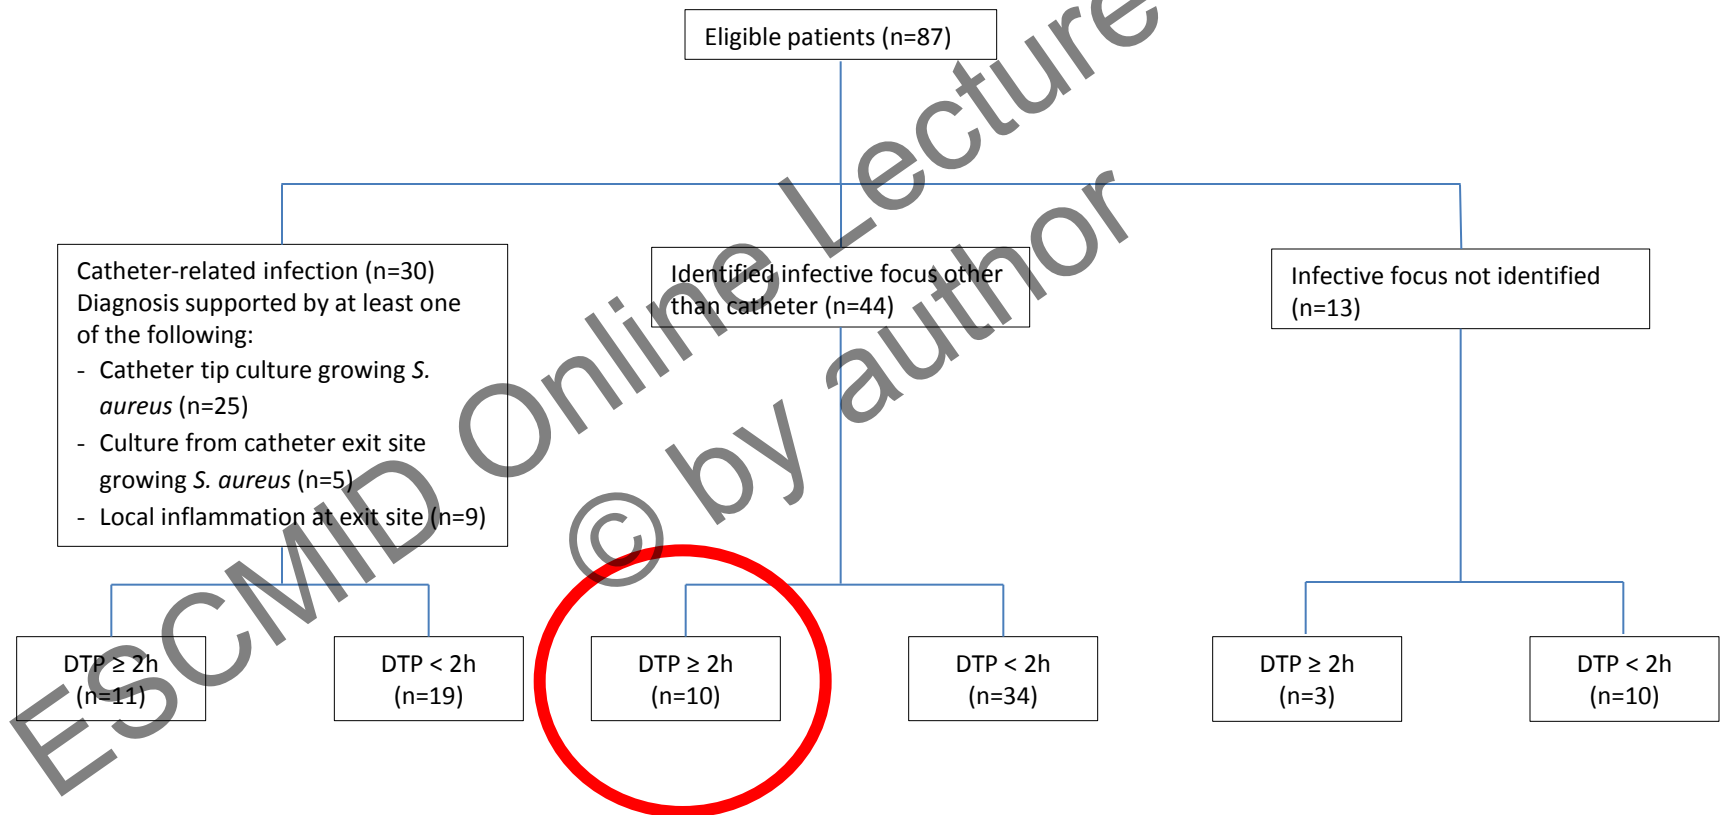 Eligible patients (n=87)
Catheter-related infection (n=30)
Diagnosis supported by at least one
of the following:
- Catheter tip culture growing S.
aureus (n=25)
- Culture from catheter exit site
growing S. aureus (n=5)
- Local inflammation at exit site (n=9)
Identified infective focus other
than catheter (n=44)
Infective focus not identified
(n=13)
DTP ≥ 2h
(n=11)
DTP < 2h
(n=19)
DTP ≥ 2h
(n=10)
DTP < 2h
(n=34)
DTP ≥ 2h
(n=3)
DTP < 2h
(n=10)
ESCMID Online Lecture
© by author